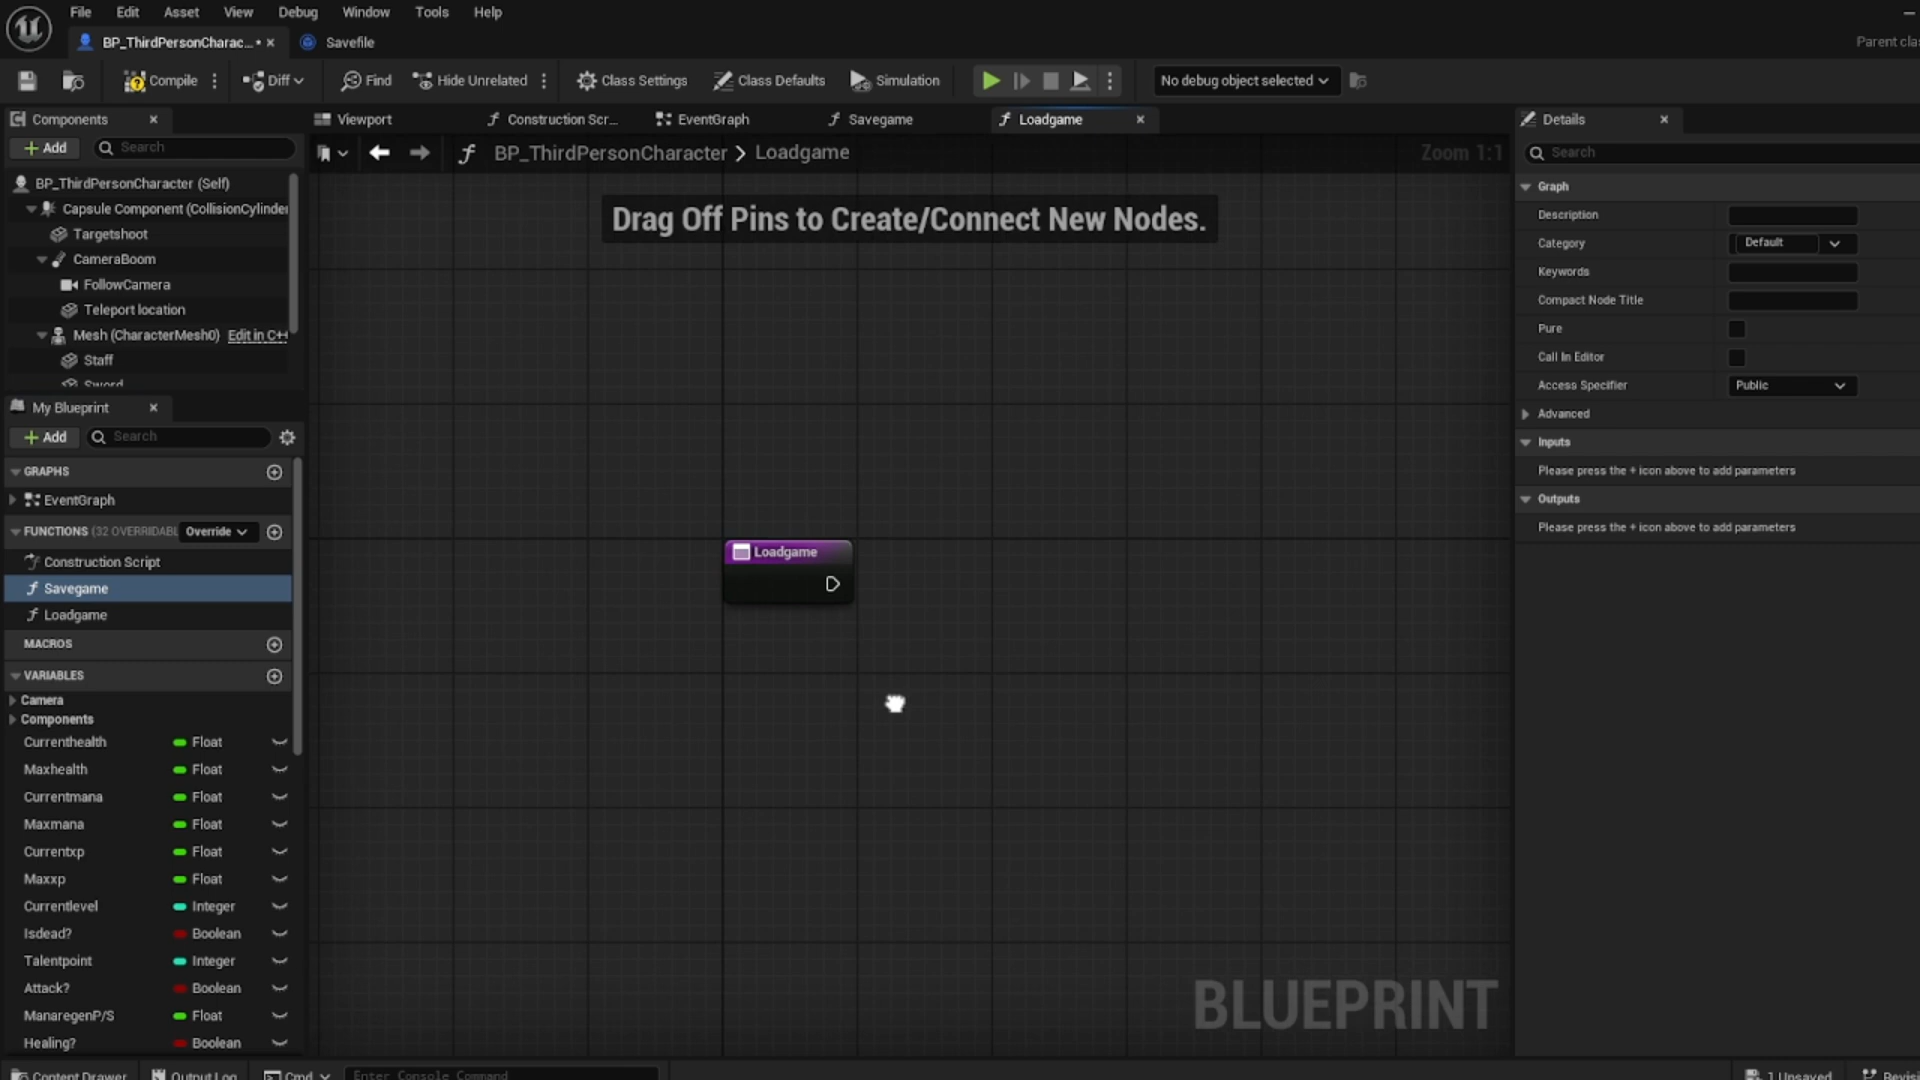 File Edit Asset View Debug Window Tools Help
BP_ThirdPersonCharac... Savefile Parent clas
Compile Diff Find Hide Unrelated Class Settings Class Defaults Simulation No debug object selected
Components Viewport Construction Scr... EventGraph Savegame Loadgame Details
Add Search BP_ThirdPersonCharacter Loadgame Zoom 1:1 Search
Drag Off Pins to Create/Connect New Nodes.
BP_ThirdPersonCharacter (Self)
Capsule Component (CollisionCylinder
Targetshoot
CameraBoom
FollowCamera
Teleport location
Mesh (CharacterMesh0) Edit in C++
Staff
Sword
My Blueprint
Add Search
GRAPHS
EventGraph
FUNCTIONS (32 OVERRIDABL Override
Construction Script
Savegame
Loadgame
MACROS
VARIABLES
Camera
Components
Currenthealth Float
Maxhealth Float
Currentmana Float
Maxmana Float
Currentxp Float
Maxxp Float
Currentlevel Integer
Isdead? Boolean
Talentpoint Integer
Attack? Boolean
ManaregenP/S Float
Healing? Boolean
Loadgame
BLUEPRINT
Graph
Description
Category Default
Keywords
Compact Node Title
Pure
Call In Editor
Access Specifier Public
Advanced
Inputs
Please press the + icon above to add parameters
Outputs
Please press the + icon above to add parameters
Content Drawer Output Log Cmd Enter Console Command 1 Unsaved Revisi